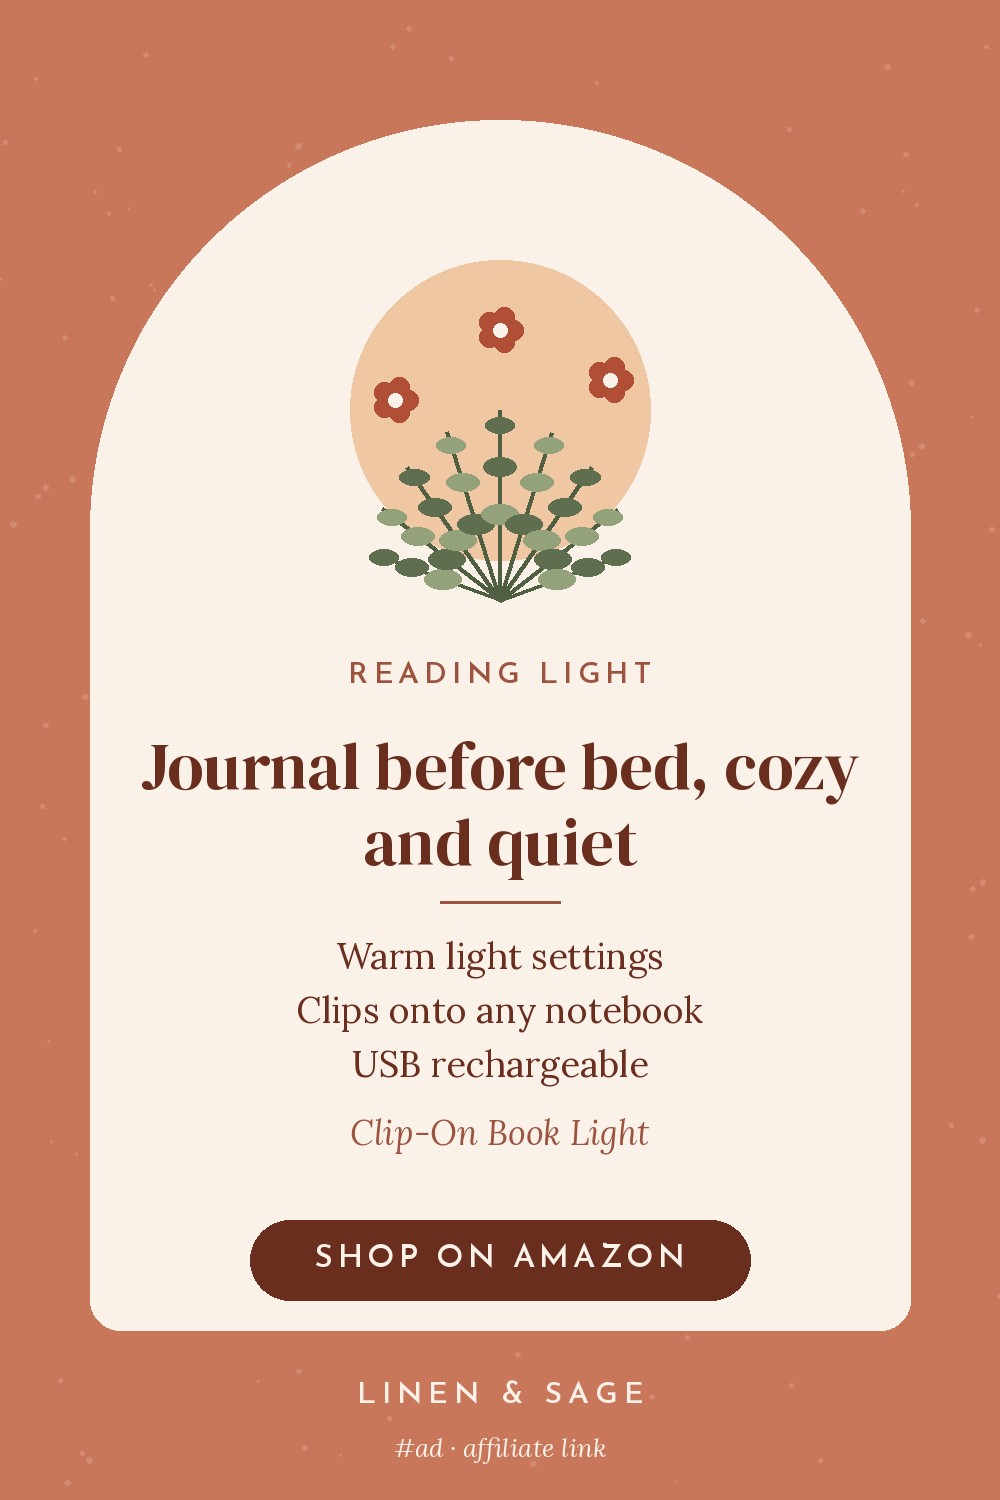 READING LIGHT
Journal before bed, cozy
and quiet
Warm light settings
Clips onto any notebook
USB rechargeable
Clip-On Book Light
SHOP ON AMAZON
LINEN & SAGE
#ad · affiliate link